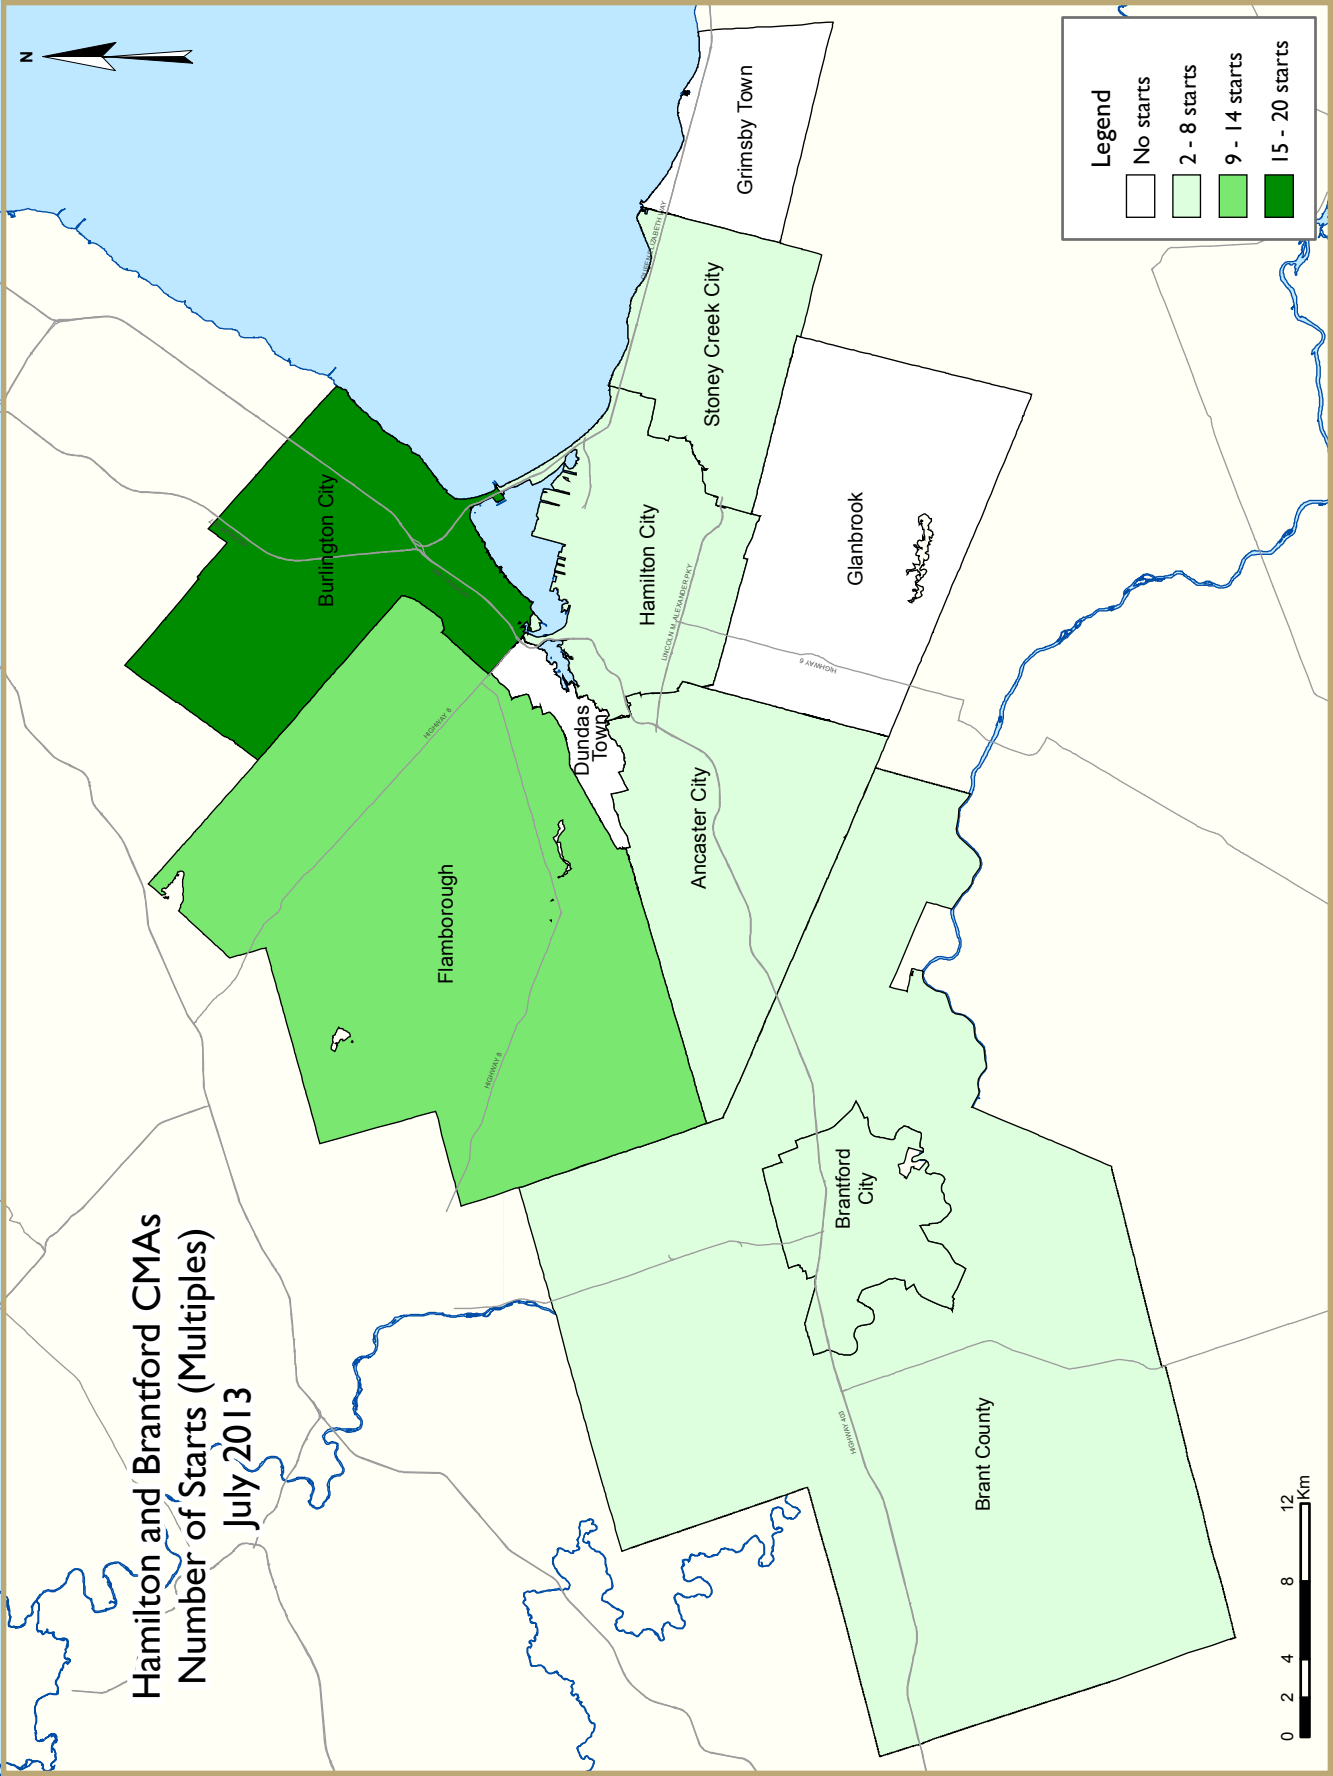 Hamilton and Brantford CMAs
Number of Starts (Multiples)
July 2013
N
Burlington City
Flamborough
HIGHWAY 6
HIGHWAY 8
Dundas
Town
Hamilton City
LINCOLN M. ALEXANDER PKY
Stoney Creek City
Grimsby Town
Ancaster City
Glanbrook
HIGHWAY 6
Brantford
City
HIGHWAY 403
Brant County
Legend
No starts
2 - 8 starts
9 - 14 starts
15 - 20 starts
0 2 4 8 12
Km